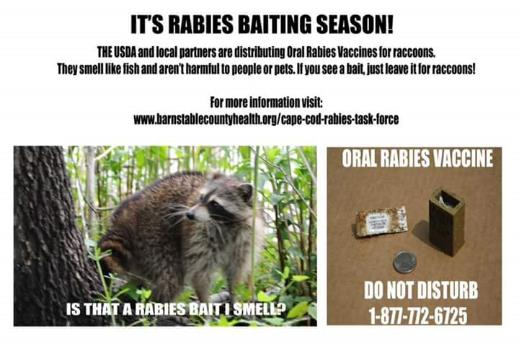 IT'S RABIES BAITING SEASON!
THE USDA and local partners are distributing Oral Rabies Vaccines for raccoons.
They smell like fish and aren't harmful to people or pets. If you see a bait, just leave it for raccoons!
For more information visit:
www.barnstablecountyhealth.org/cape-cod-rabies-task-force
IS THAT A RABIES BAIT I SMELL?
ORAL RABIES VACCINE
DO NOT DISTURB
1-877-772-6725